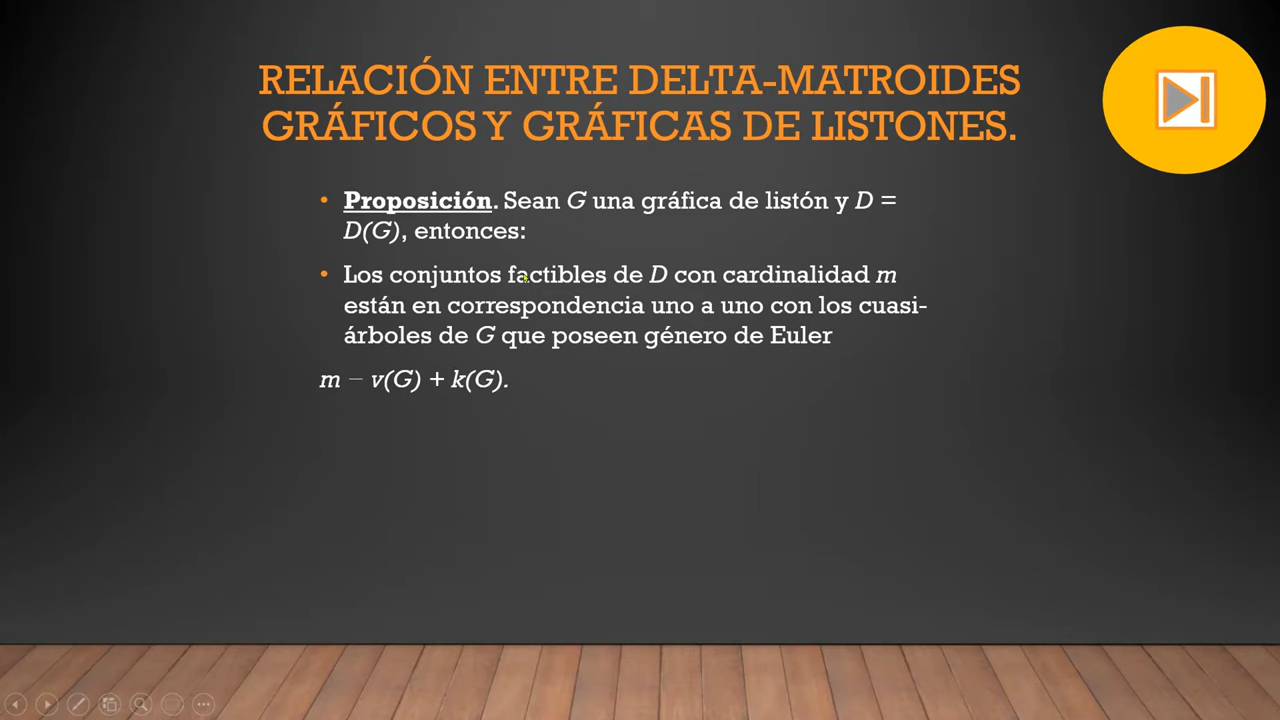 RELACIÓN ENTRE DELTA-MATROIDES
GRÁFICOS Y GRÁFICAS DE LISTONES.
• Proposición. Sean G una gráfica de listón y D =
D(G), entonces:
• Los conjuntos factibles de D con cardinalidad m
están en correspondencia uno a uno con los cuasi-
árboles de G que poseen género de Euler
m − v(G) + k(G).